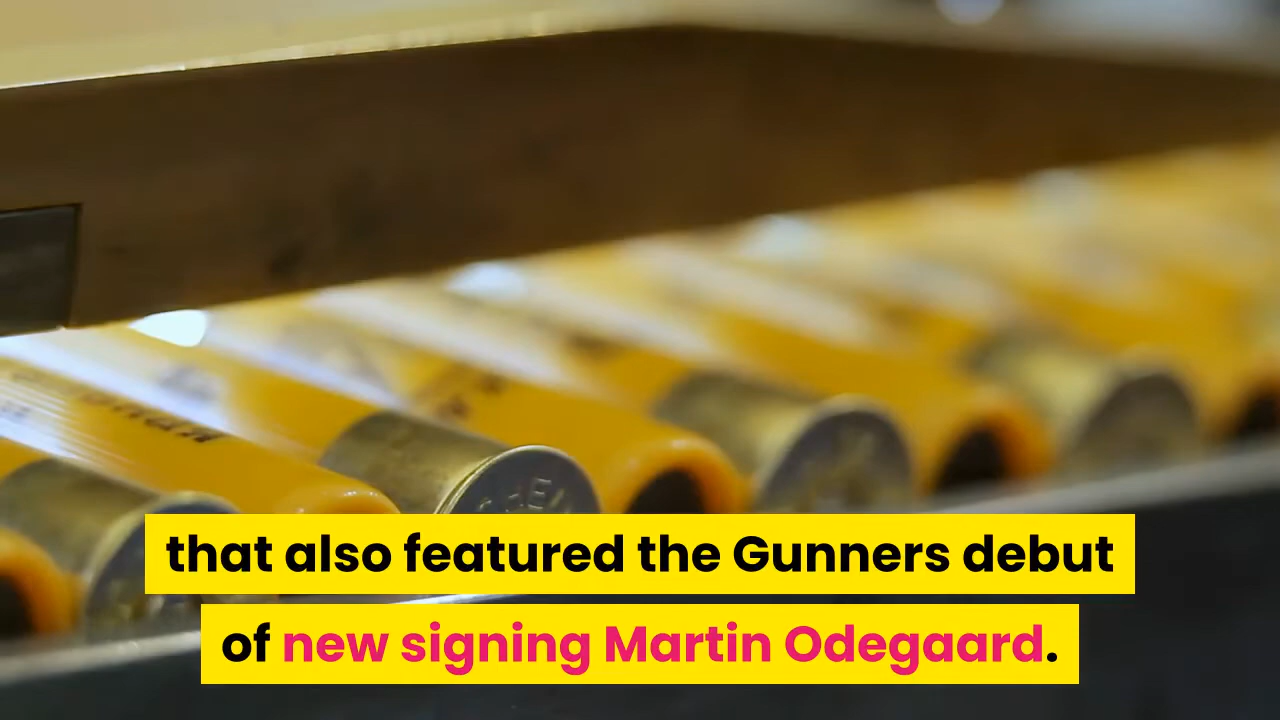 that also featured the Gunners debut
of new signing Martin Odegaard.